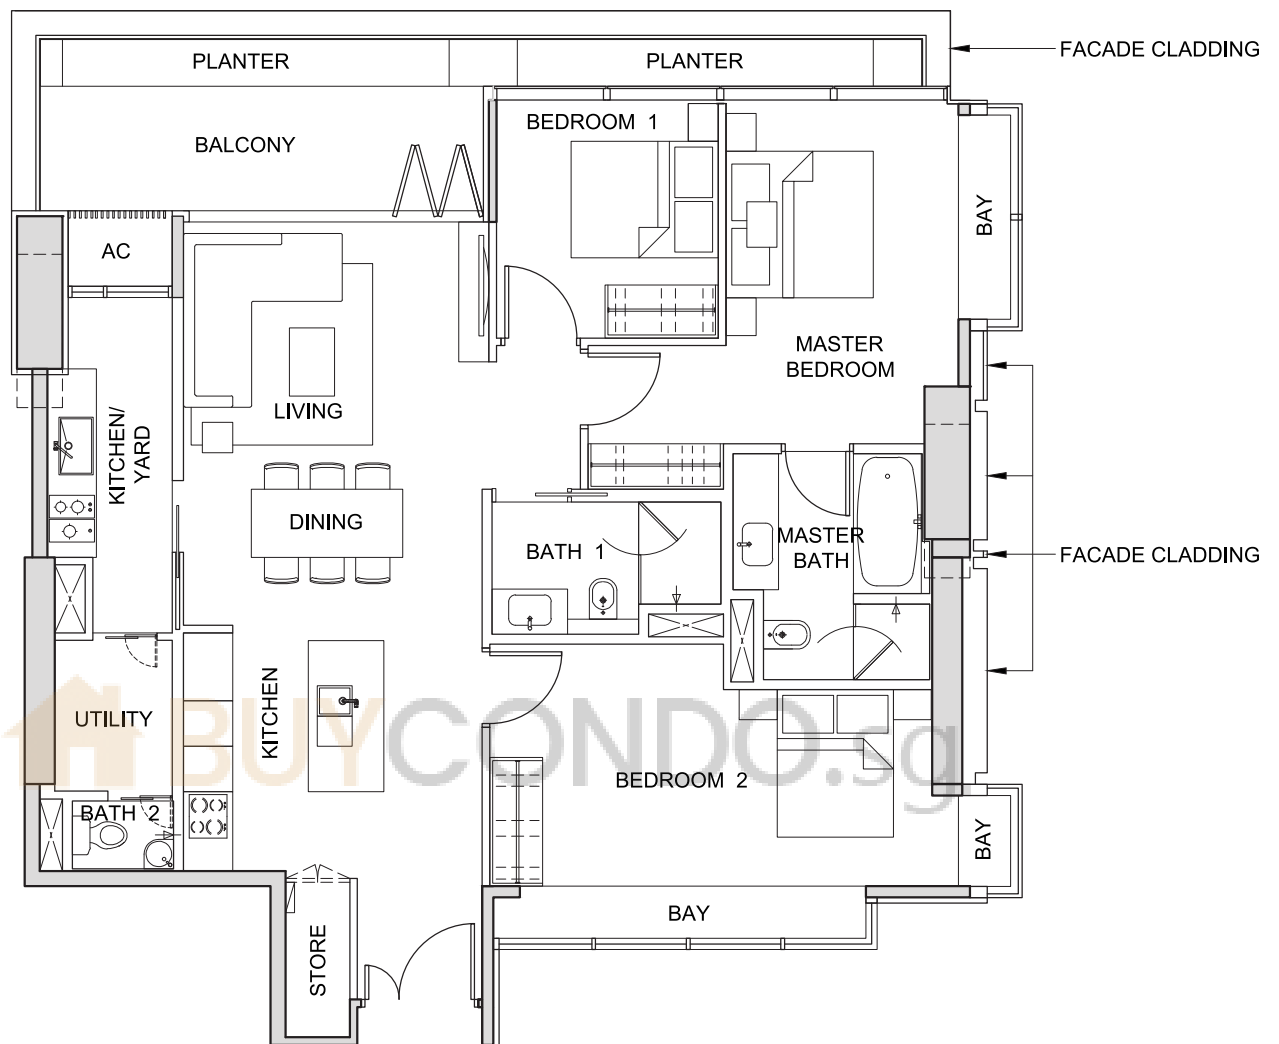 PLANTER
PLANTER
FACADE CLADDING
BEDROOM 1
BALCONY
BAY
AC
MASTER
BEDROOM
LIVING
KITCHEN/
YARD
DINING
BATH 1
MASTER
BATH
FACADE CLADDING
UTILITY
KITCHEN
BUYCONDO.sg
BEDROOM 2
BATH 2
BAY
BAY
STORE